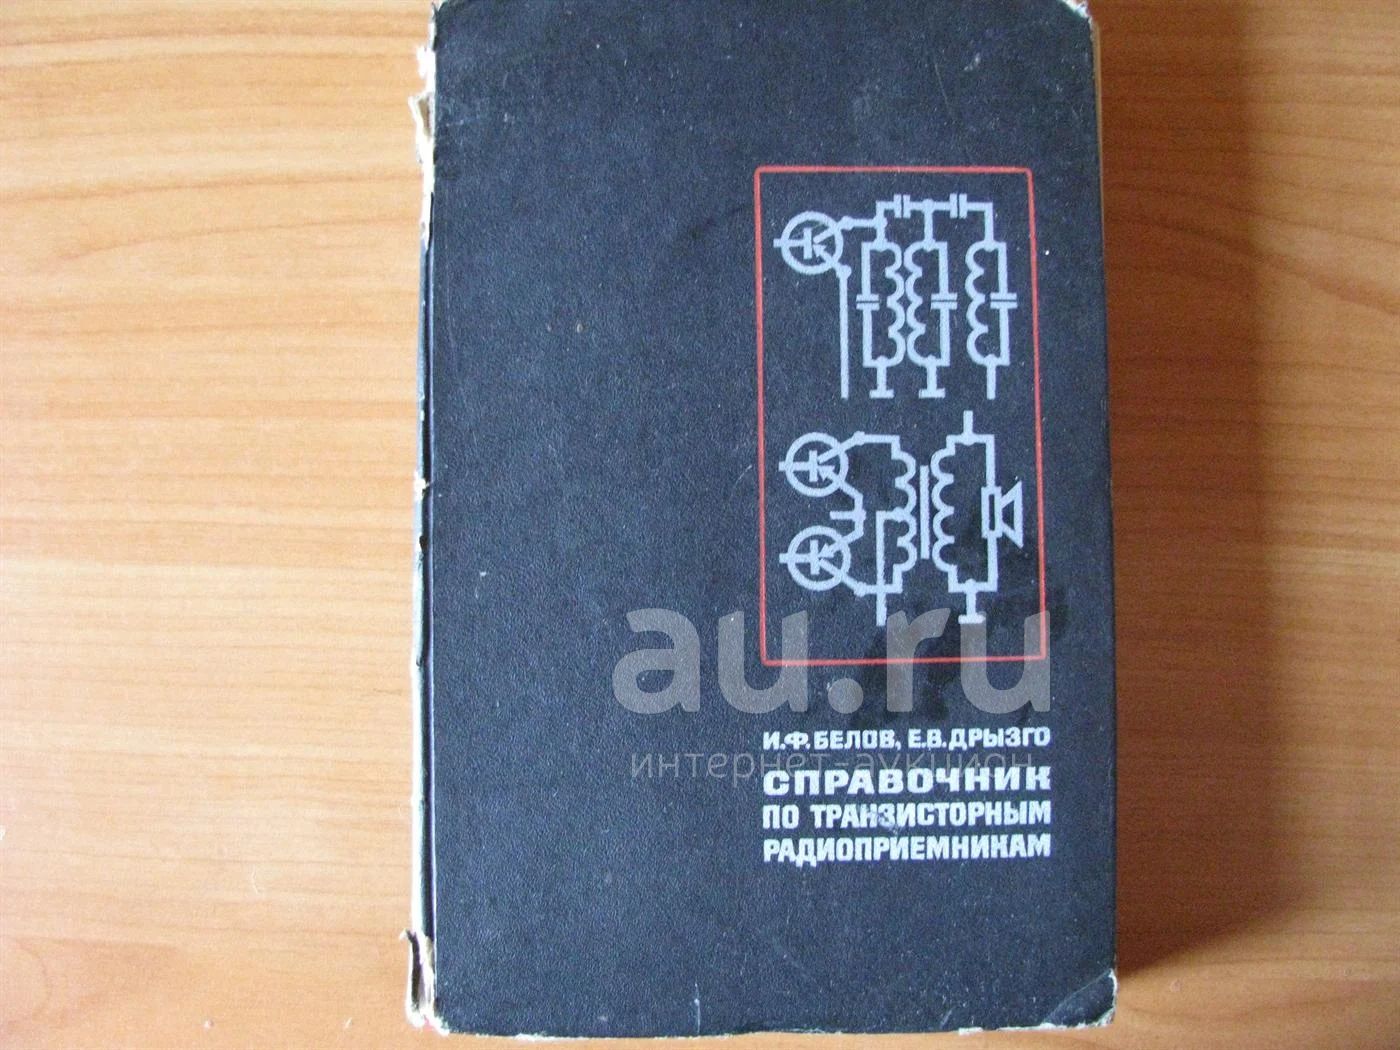 au.ru
И.Ф.БЕЛОВ, Е.В.ДРЫЗГО
интернет-аукцион
СПРАВОЧНИК
ПО ТРАНЗИСТОРНЫМ
РАДИОПРИЕМНИКАМ